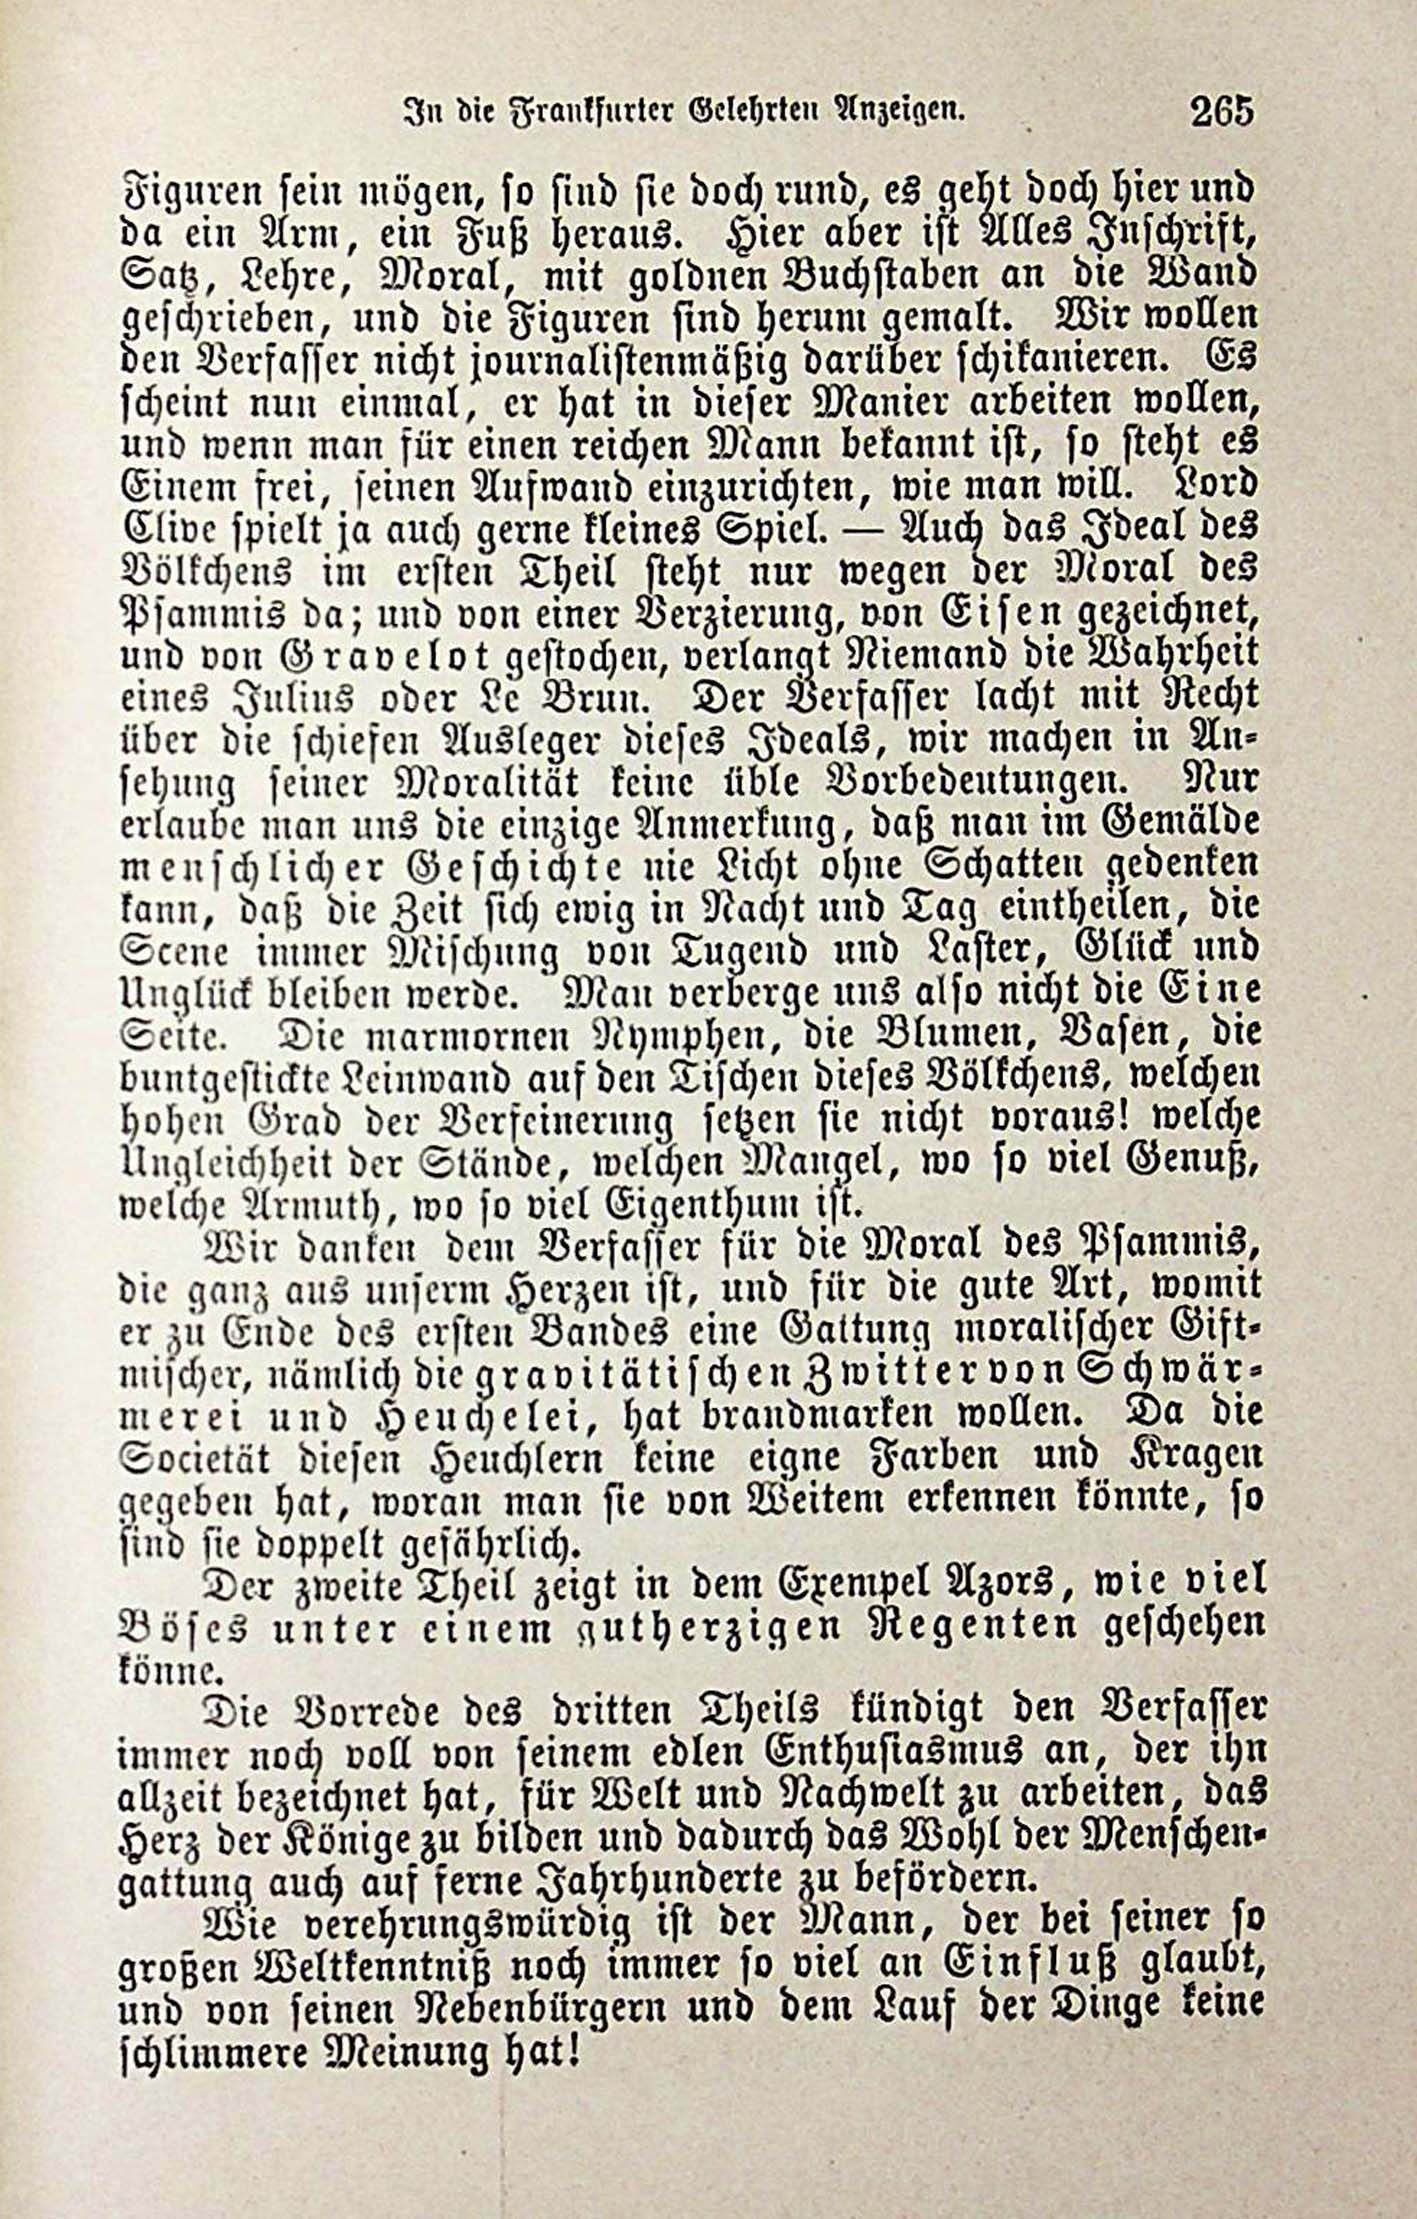 In die Frankfurter Gelehrten Anzeigen. 265
Figuren sein mögen, so sind sie doch rund, es geht doch hier und
da ein Arm, ein Fuß heraus. Hier aber ist Alles Inschrift,
Satz, Lehre, Moral, mit goldnen Buchstaben an die Wand
geschrieben, und die Figuren sind herum gemalt. Wir wollen
den Verfasser nicht journalistenmäßig darüber schikanieren. Es
scheint nun einmal, er hat in dieser Manier arbeiten wollen,
und wenn man für einen reichen Mann bekannt ist, so steht es
Einem frei, seinen Aufwand einzurichten, wie man will. Lord
Clive spielt ja auch gerne kleines Spiel. — Auch das Ideal des
Völkchens im ersten Theil steht nur wegen der Moral des
Psammis da; und von einer Verzierung, von Eisen gezeichnet,
und von Gravelot gestochen, verlangt Niemand die Wahrheit
eines Julius oder Le Brun. Der Verfasser lacht mit Recht
über die schiefen Ausleger dieses Ideals, wir machen in An-
sehung seiner Moralität keine üble Vorbedeutungen. Nur
erlaube man uns die einzige Anmerkung, daß man im Gemälde
menschlicher Geschichte nie Licht ohne Schatten gedenken
kann, daß die Zeit sich ewig in Nacht und Tag eintheilen, die
Scene immer Mischung von Tugend und Laster, Glück und
Unglück bleiben werde. Man verberge uns also nicht die Eine
Seite. Die marmornen Nymphen, die Blumen, Vasen, die
buntgestickte Leinwand auf den Tischen dieses Völkchens, welchen
hohen Grad der Verfeinerung setzen sie nicht voraus! welche
Ungleichheit der Stände, welchen Mangel, wo so viel Genuß,
welche Armuth, wo so viel Eigenthum ist.
Wir danken dem Verfasser für die Moral des Psammis,
die ganz aus unserm Herzen ist, und für die gute Art, womit
er zu Ende des ersten Bandes eine Gattung moralischer Gift-
mischer, nämlich die gravitätischen Zwitter von Schwär-
merei und Heuchelei, hat brandmarken wollen. Da die
Societät diesen Heuchlern keine eigne Farben und Kragen
gegeben hat, woran man sie von Weitem erkennen könnte, so
sind sie doppelt gefährlich.
Der zweite Theil zeigt in dem Exempel Azors, wie viel
Böses unter einem gutherzigen Regenten geschehen
könne.
Die Vorrede des dritten Theils kündigt den Verfasser
immer noch voll von seinem edlen Enthusiasmus an, der ihn
allzeit bezeichnet hat, für Welt und Nachwelt zu arbeiten, das
Herz der Könige zu bilden und dadurch das Wohl der Menschen-
gattung auch auf ferne Jahrhunderte zu befördern.
Wie verehrungswürdig ist der Mann, der bei seiner so
großen Weltkenntniß noch immer so viel an Einfluß glaubt,
und von seinen Nebenbürgern und dem Lauf der Dinge keine
schlimmere Meinung hat!